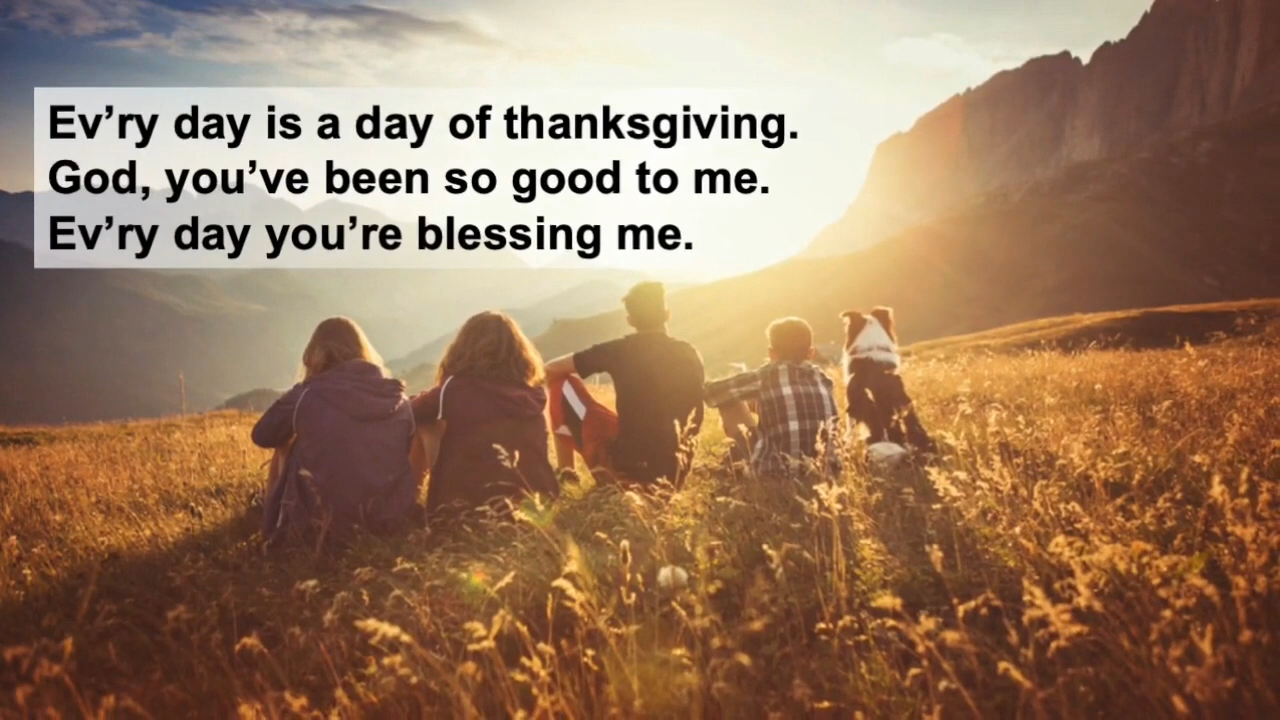 Ev’ry day is a day of thanksgiving.
God, you’ve been so good to me.
Ev’ry day you’re blessing me.